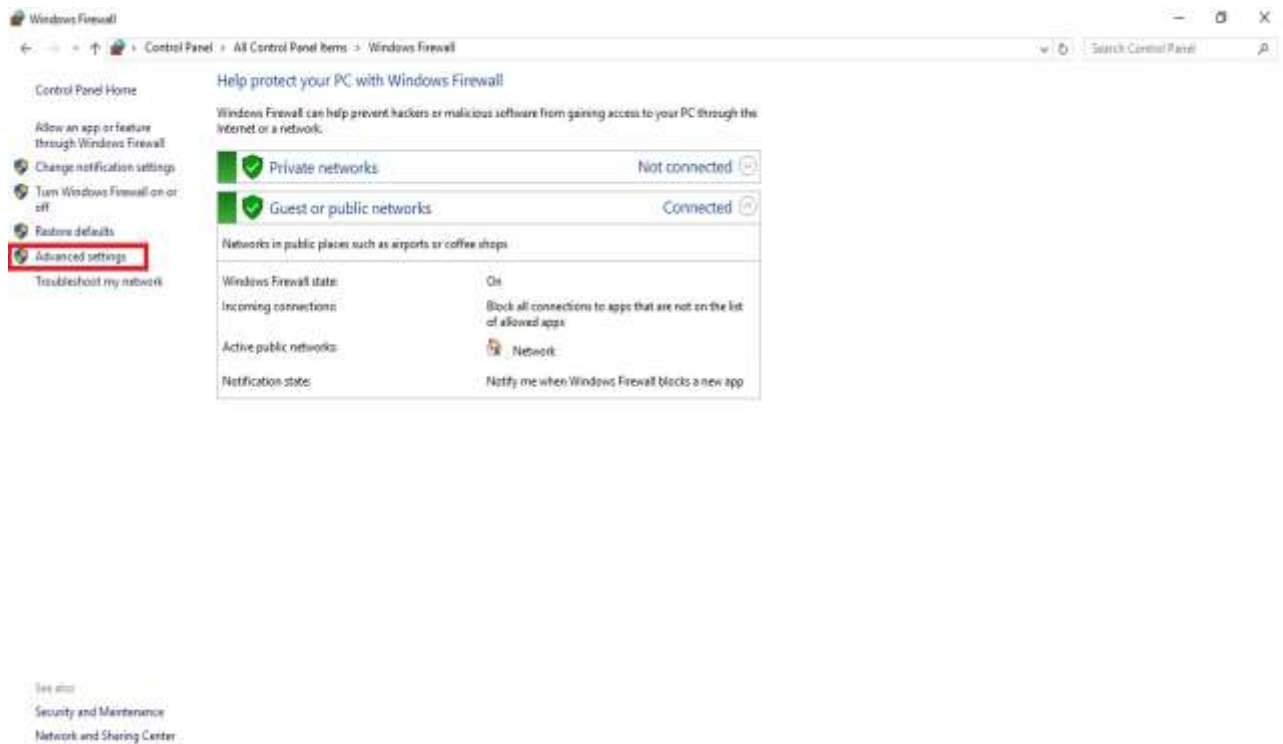 Windows Firewall
Control Panel > All Control Panel Items > Windows Firewall
Search Control Panel
Control Panel Home
Allow an app or feature
through Windows Firewall
Change notification settings
Turn Windows Firewall on or
off
Restore defaults
Advanced settings
Troubleshoot my network
Help protect your PC with Windows Firewall
Windows Firewall can help prevent hackers or malicious software from gaining access to your PC through the
Internet or a network.
Private networks Not connected
Guest or public networks Connected
Networks in public places such as airports or coffee shops
Windows Firewall state: On
Incoming connections: Block all connections to apps that are not on the list
of allowed apps
Active public networks: Network
Notification state: Notify me when Windows Firewall blocks a new app
See also
Security and Maintenance
Network and Sharing Center